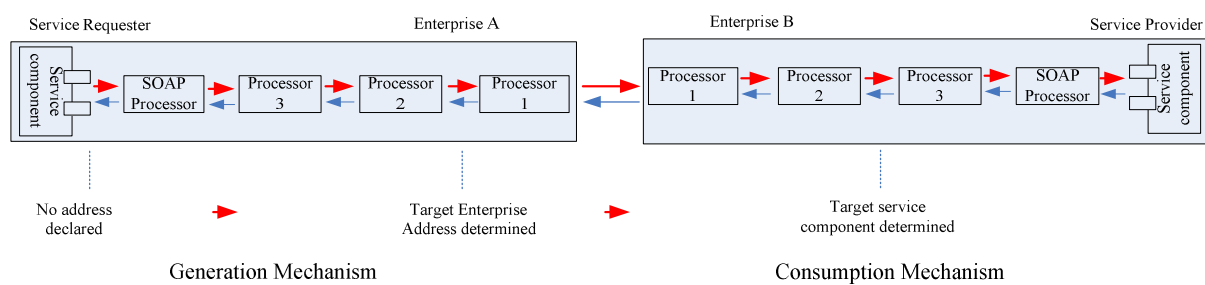 Service Requester
Enterprise A
Enterprise B
Service Provider
Service
component
SOAP
Processor
Processor
3
Processor
2
Processor
1
Processor
1
Processor
2
Processor
3
SOAP
Processor
Service
component
No address
declared
Target Enterprise
Address determined
Target service
component determined
Generation Mechanism
Consumption Mechanism